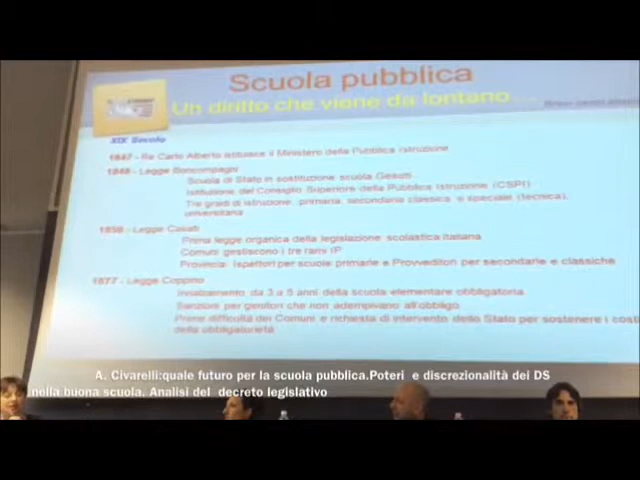 Scuola pubblica
Un diritto che viene da lontano...
XIX Secolo
1847 - Re Carlo Alberto istituisce il Ministero della Pubblica Istruzione
1848 - Legge Boncompagni
Scuola di Stato in sostituzione scuola Gesuiti.
Istituzione del Consiglio Superiore della Pubblica Istruzione (CSPI)
Tre gradi di istruzione, primaria, secondaria classica e speciale (tecnica),
universitaria
1859 - Legge Casati
Prima legge organica della legislazione scolastica italiana
Comuni gestiscono i tre rami IP
Provincia: Ispettori per scuole primarie e Provveditori per secondarie e classiche
1877 - Legge Coppino
Innalzamento da 3 a 5 anni della scuola elementare obbligatoria
Sanzioni per genitori che non adempivano all'obbligo
Prime difficoltà dei Comuni e richiesta di intervento dello Stato per sostenere i
della obbligatorietà
A. Civarelli:quale futuro per la scuola pubblica.Poteri e discrezionalità dei DS
nella buona scuola. Analisi del decreto legislativo